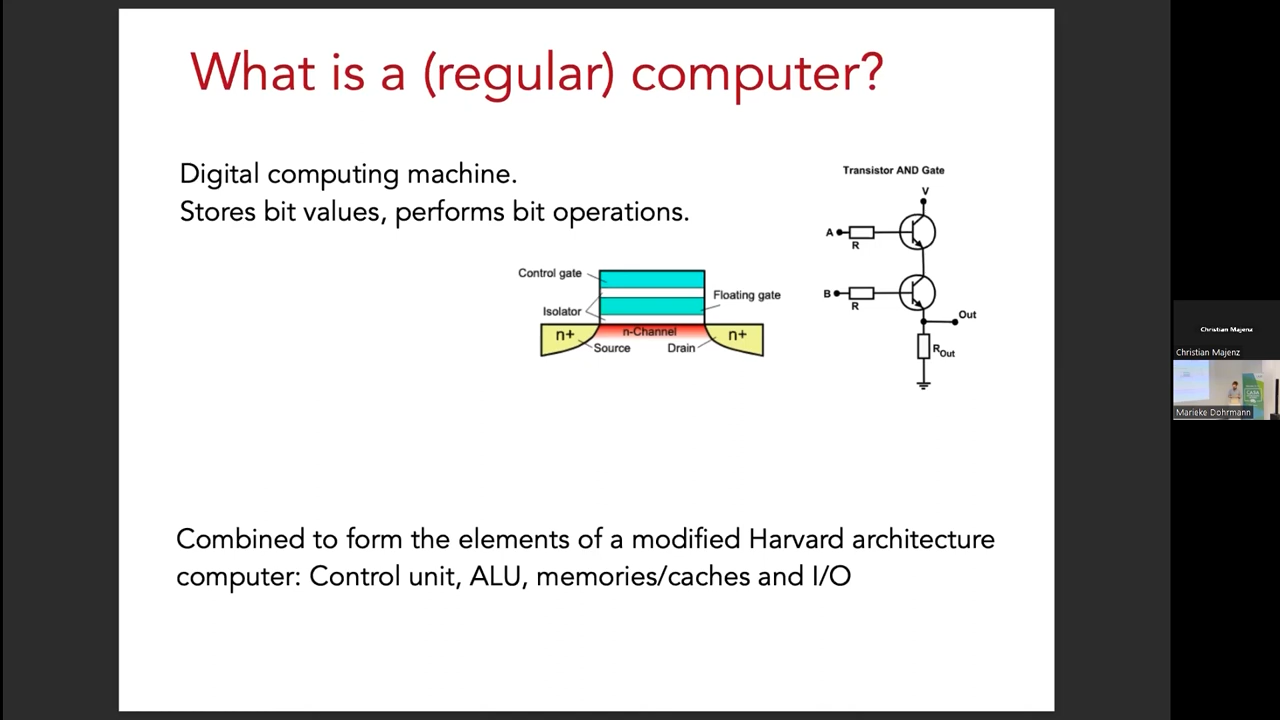 What is a (regular) computer?
Digital computing machine.
Stores bit values, performs bit operations.
Control gate
Isolator
Floating gate
n+
n-Channel
n+
Source
Drain
Transistor AND Gate
V
A
R
B
R
Out
ROut
Combined to form the elements of a modified Harvard architecture
computer: Control unit, ALU, memories/caches and I/O
Christian Majenz
Christian Majenz
Marieke Dohrmann